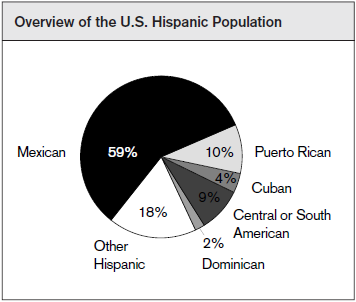 Overview of the U.S. Hispanic Population
Mexican
59%
10%
Puerto Rican
4%
Cuban
9%
Central or South
American
18%
2%
Other
Hispanic
Dominican